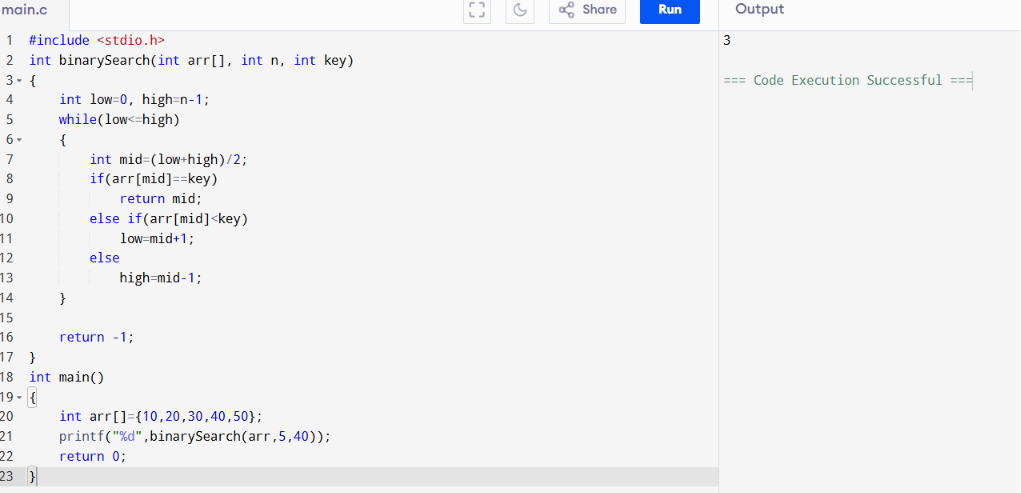 main.c Share Run Output
1 #include <stdio.h>
2 int binarySearch(int arr[], int n, int key)
3 {
4     int low=0, high=n-1;
5     while(low<=high)
6     {
7         int mid=(low+high)/2;
8         if(arr[mid]==key)
9             return mid;
10         else if(arr[mid]<key)
11             low=mid+1;
12         else
13             high=mid-1;
14     }
15
16     return -1;
17 }
18 int main()
19 {
20     int arr[]={10,20,30,40,50};
21     printf("%d",binarySearch(arr,5,40));
22     return 0;
23 }
3
=== Code Execution Successful ===